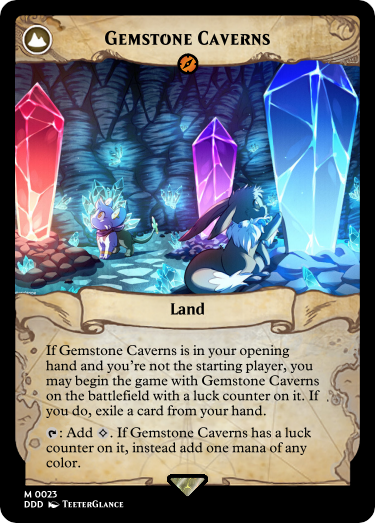 Gemstone Caverns
Land
If Gemstone Caverns is in your opening
hand and you're not the starting player, you
may begin the game with Gemstone Caverns
on the battlefield with a luck counter on it. If
you do, exile a card from your hand.
: Add . If Gemstone Caverns has a luck
counter on it, instead add one mana of any
color.
M 0023
DDD TeeterGlance